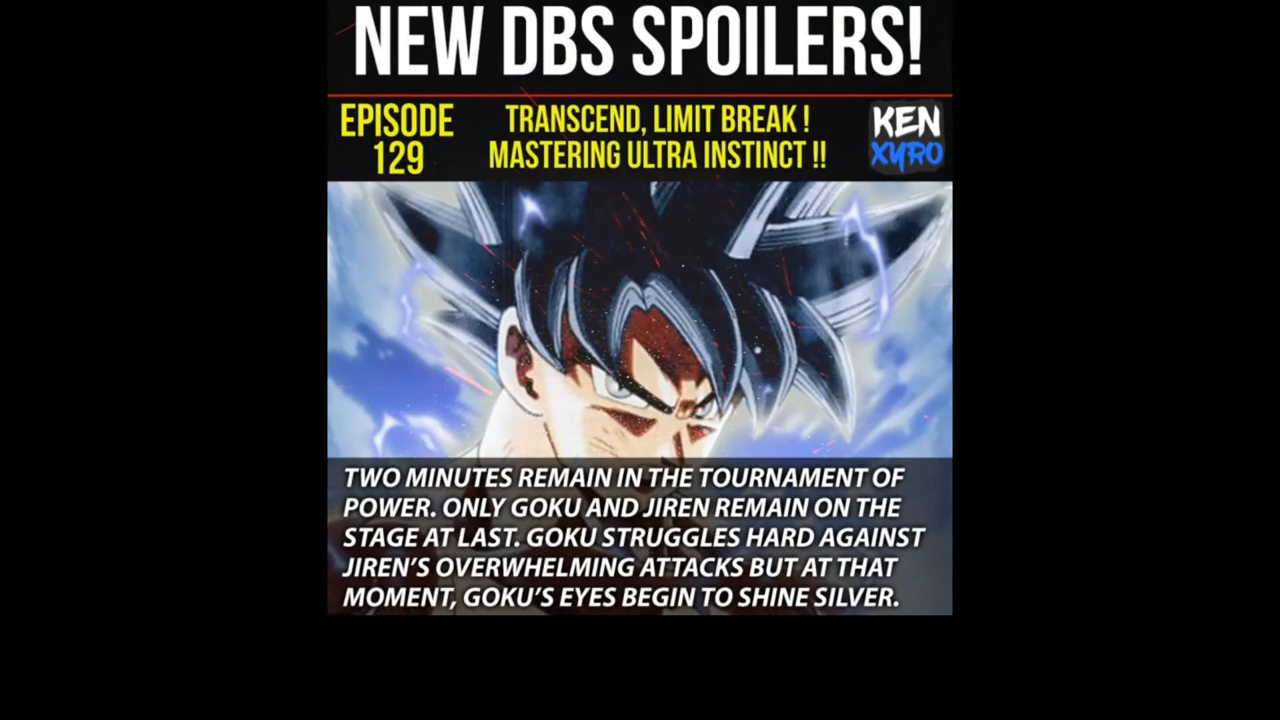 NEW DBS SPOILERS!
EPISODE
129
TRANSCEND, LIMIT BREAK !
MASTERING ULTRA INSTINCT !!
KEN
XYRO
TWO MINUTES REMAIN IN THE TOURNAMENT OF
POWER. ONLY GOKU AND JIREN REMAIN ON THE
STAGE AT LAST. GOKU STRUGGLES HARD AGAINST
JIREN'S OVERWHELMING ATTACKS BUT AT THAT
MOMENT, GOKU'S EYES BEGIN TO SHINE SILVER.